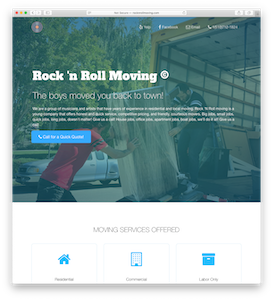 Yelp Facebook Email
Rock 'n Roll Moving ©
The boys moved you back to town!
We are a group of musicians and artists that have years of experience in residential and local moving. Rock 'N Roll moving is a
young company that offers honest and quick service, competitive pricing, and friendly, courteous movers. Big jobs, small jobs,
quick jobs, long jobs, doesn't matter! Give us a call! House jobs, office jobs, apartment jobs, boat jobs, we'll do it all! Give us a
call!
Call for a Quick Quote!
MOVING SERVICES OFFERED
Residential Commercial Labor Only